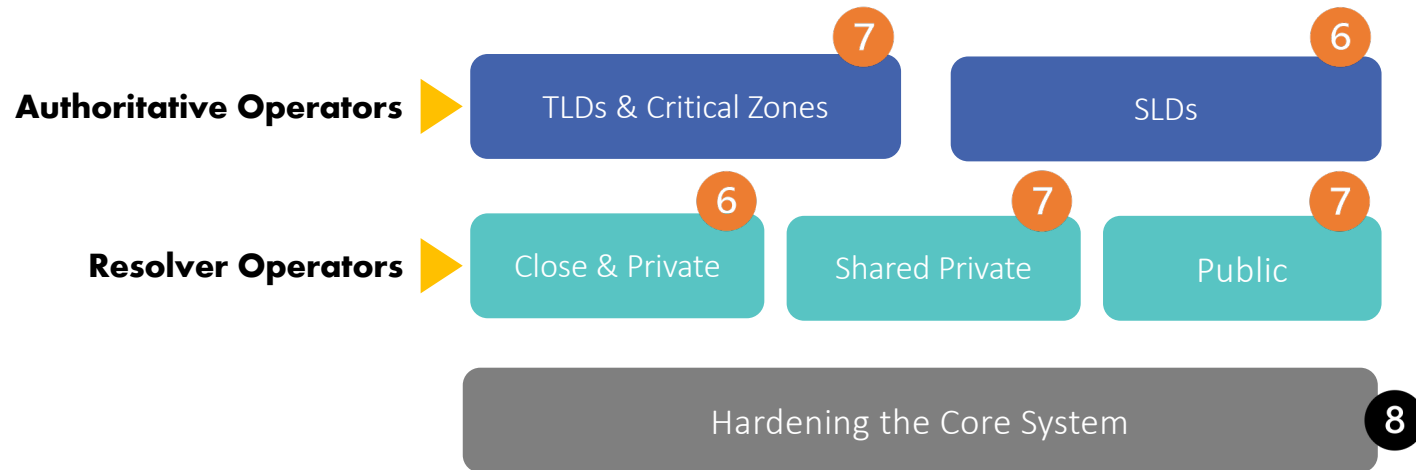 7
6
Authoritative Operators
TLDs & Critical Zones
SLDs
6
7
7
Resolver Operators
Close & Private
Shared Private
Public
Hardening the Core System
8